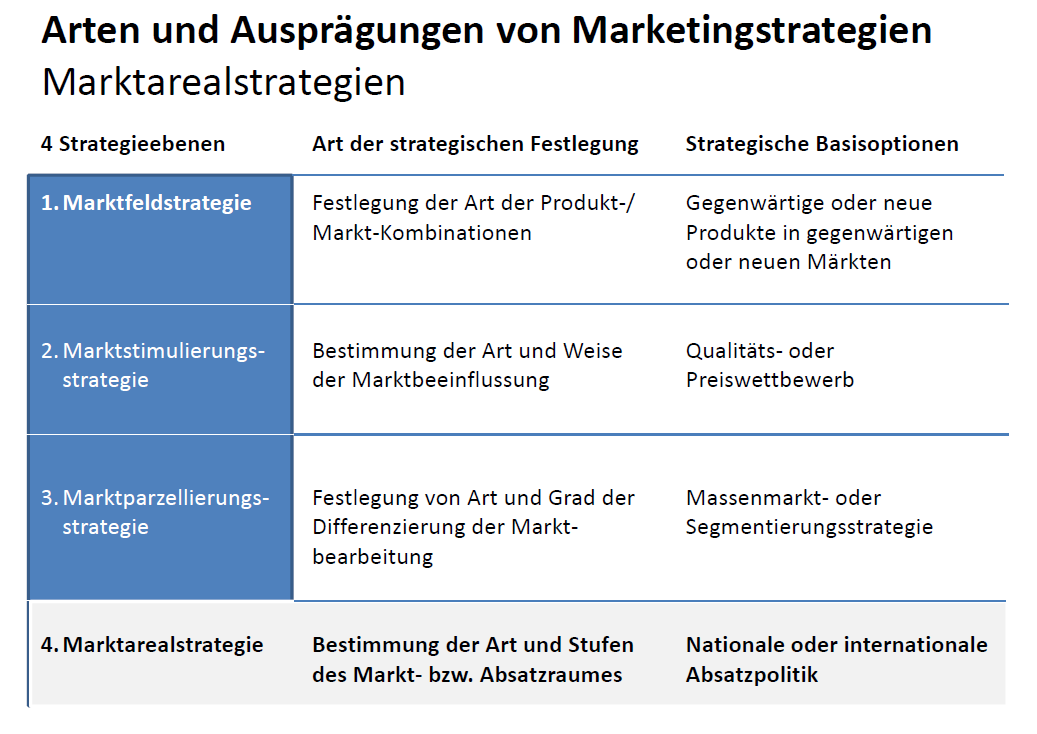 Arten und Ausprägungen von Marketingstrategien
Marktarealstrategien
4 Strategieebenen
Art der strategischen Festlegung
Strategische Basisoptionen
1. Marktfeldstrategie
Festlegung der Art der Produkt-/
Markt-Kombinationen
Gegenwärtige oder neue
Produkte in gegenwärtigen
oder neuen Märkten
2. Marktstimulierungs-
strategie
Bestimmung der Art und Weise
der Marktbeeinflussung
Qualitäts- oder
Preiswettbewerb
3. Marktparzellierungs-
strategie
Festlegung von Art und Grad der
Differenzierung der Markt-
bearbeitung
Massenmarkt- oder
Segmentierungsstrategie
4. Marktarealstrategie
Bestimmung der Art und Stufen
des Markt- bzw. Absatzraumes
Nationale oder internationale
Absatzpolitik